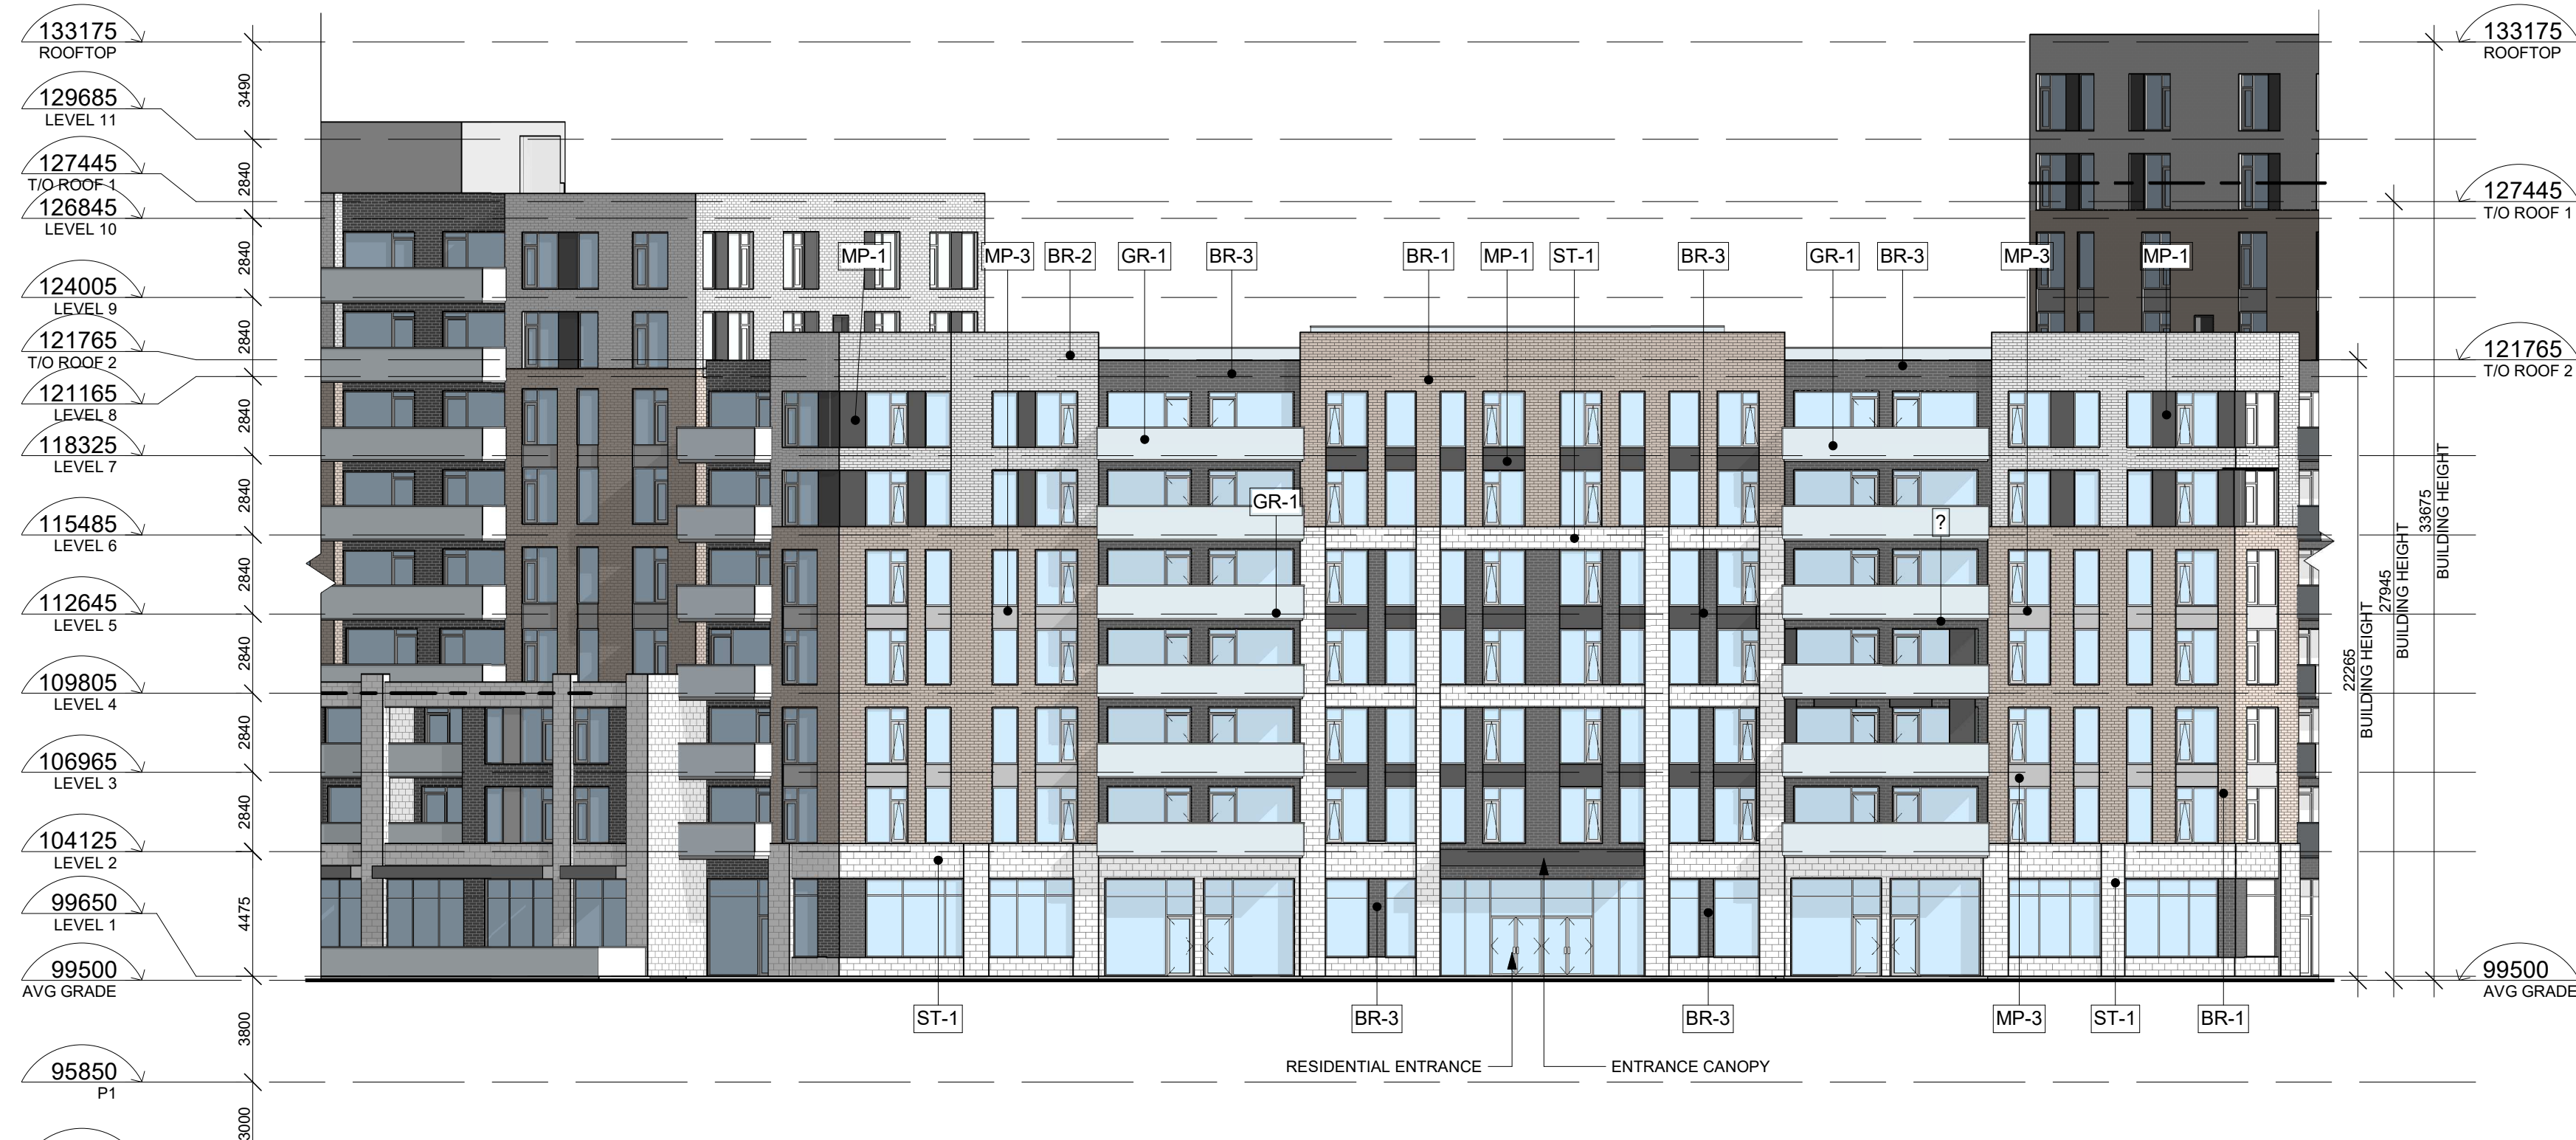 133175
ROOFTOP
129685
LEVEL 11
127445
T/O ROOF 1
126845
LEVEL 10
124005
LEVEL 9
121765
T/O ROOF 2
121165
LEVEL 8
118325
LEVEL 7
115485
LEVEL 6
112645
LEVEL 5
109805
LEVEL 4
106965
LEVEL 3
104125
LEVEL 2
99650
LEVEL 1
99500
AVG GRADE
95850
P1
3490
2840
2840
2840
2840
2840
2840
2840
2840
2840
4475
3800
3000
MP-1
MP-3
BR-2
GR-1
BR-3
BR-1
MP-1
ST-1
BR-3
GR-1
BR-3
MP-3
MP-1
GR-1
?
ST-1
BR-3
BR-3
MP-3
ST-1
BR-1
RESIDENTIAL ENTRANCE
ENTRANCE CANOPY
22265
BUILDING HEIGHT
27945
BUILDING HEIGHT
33675
BUILDING HEIGHT
133175
ROOFTOP
127445
T/O ROOF 1
121765
T/O ROOF 2
99500
AVG GRADE